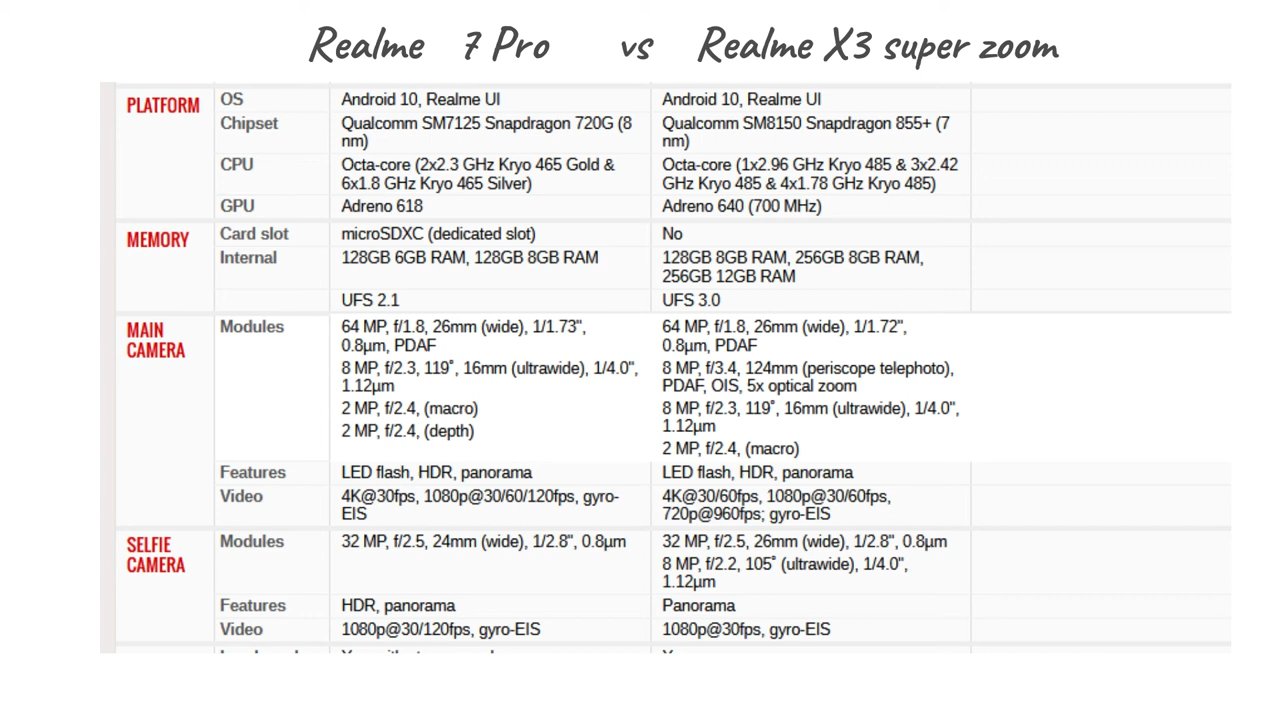 Realme 7 Pro vs Realme X3 super zoom
PLATFORM OS Android 10, Realme UI Android 10, Realme UI
Chipset Qualcomm SM7125 Snapdragon 720G (8 Qualcomm SM8150 Snapdragon 855+ (7
nm) nm)
CPU Octa-core (2x2.3 GHz Kryo 465 Gold & Octa-core (1x2.96 GHz Kryo 485 & 3x2.42
6x1.8 GHz Kryo 465 Silver) GHz Kryo 485 & 4x1.78 GHz Kryo 485)
GPU Adreno 618 Adreno 640 (700 MHz)
MEMORY Card slot microSDXC (dedicated slot) No
Internal 128GB 6GB RAM, 128GB 8GB RAM 128GB 8GB RAM, 256GB 8GB RAM,
256GB 12GB RAM
UFS 2.1 UFS 3.0
MAIN Modules 64 MP, f/1.8, 26mm (wide), 1/1.73", 64 MP, f/1.8, 26mm (wide), 1/1.72",
CAMERA 0.8µm, PDAF 0.8µm, PDAF
8 MP, f/2.3, 119˚, 16mm (ultrawide), 1/4.0", 8 MP, f/3.4, 124mm (periscope telephoto),
1.12µm PDAF, OIS, 5x optical zoom
2 MP, f/2.4, (macro) 8 MP, f/2.3, 119˚, 16mm (ultrawide), 1/4.0",
2 MP, f/2.4, (depth) 1.12µm
2 MP, f/2.4, (macro)
Features LED flash, HDR, panorama LED flash, HDR, panorama
Video 4K@30fps, 1080p@30/60/120fps, gyro- 4K@30/60fps, 1080p@30/60fps,
EIS 720p@960fps; gyro-EIS
SELFIE Modules 32 MP, f/2.5, 24mm (wide), 1/2.8", 0.8µm 32 MP, f/2.5, 26mm (wide), 1/2.8", 0.8µm
CAMERA 8 MP, f/2.2, 105˚ (ultrawide), 1/4.0",
1.12µm
Features HDR, panorama Panorama
Video 1080p@30/120fps, gyro-EIS 1080p@30fps, gyro-EIS